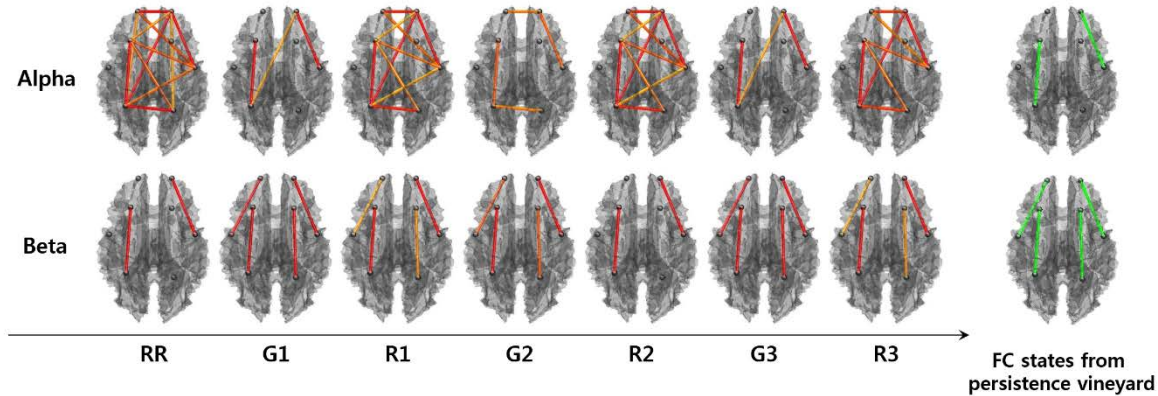 Alpha
Beta
RR G1 R1 G2 R2 G3 R3
FC states from
persistence vineyard